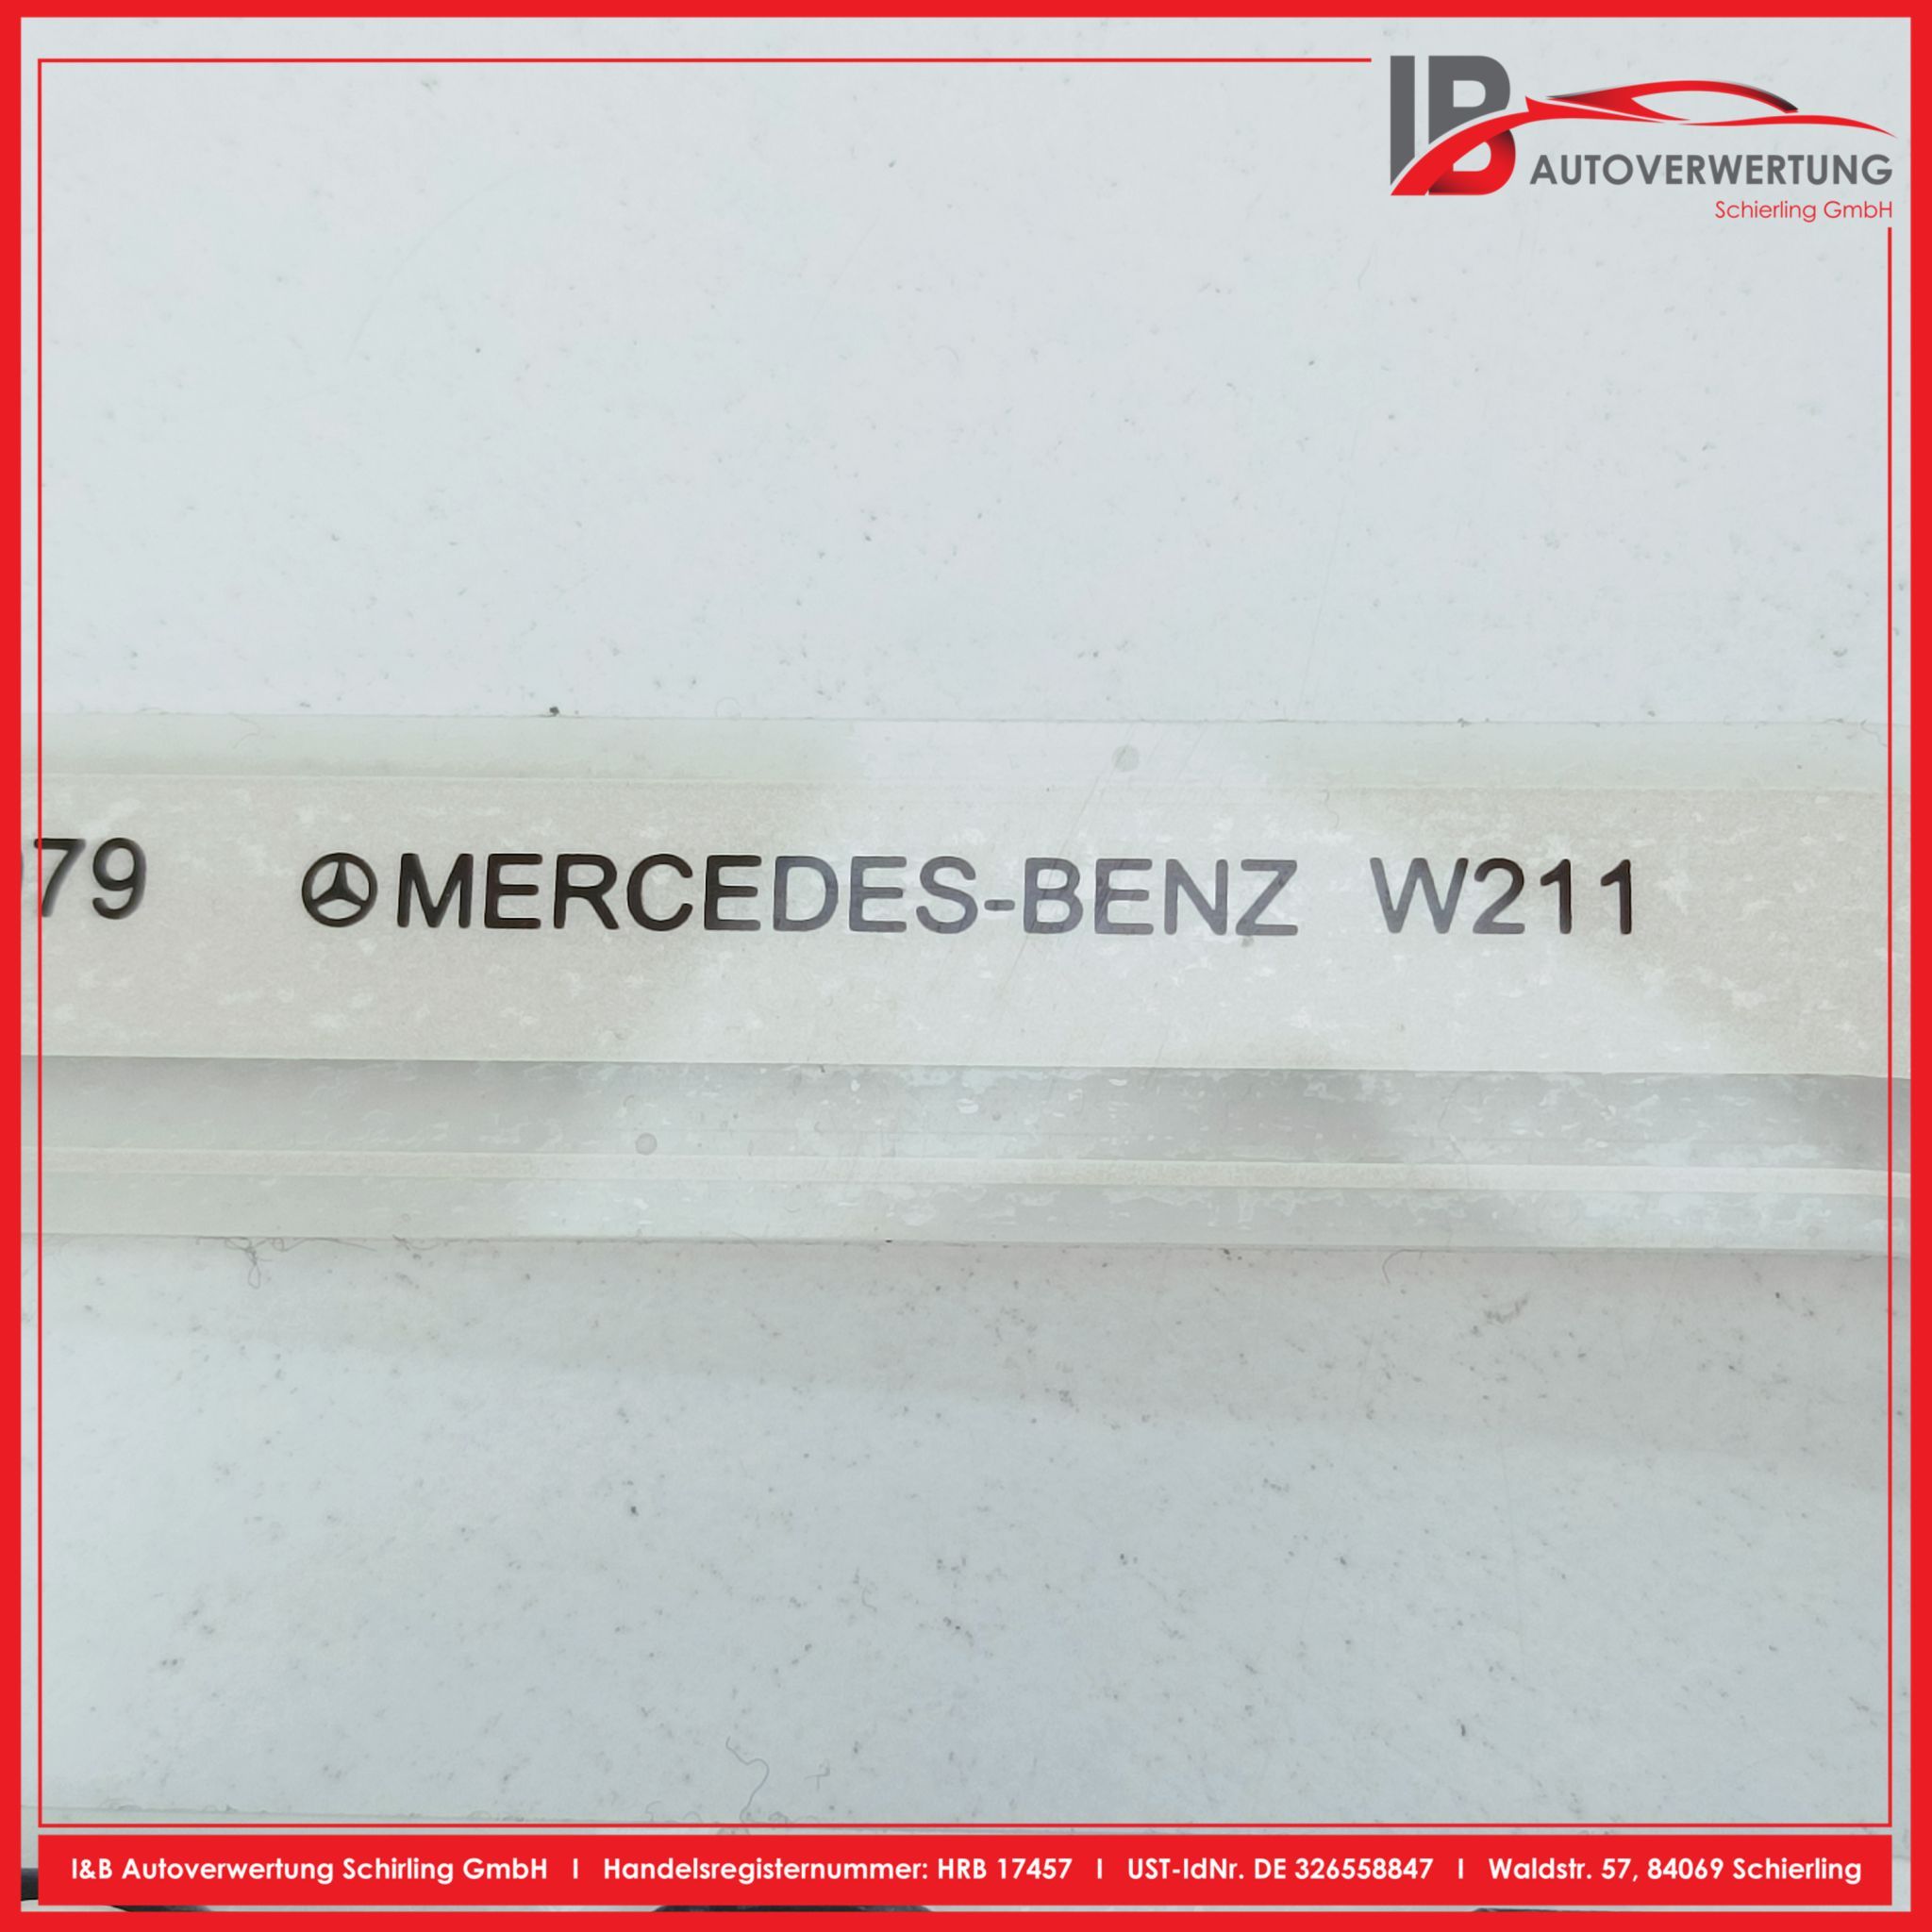 IB
AUTOVERWERTUNG
Schierling GmbH
79 MERCEDES-BENZ W211
I&B Autoverwertung Schirling GmbH I Handelsregisternummer: HRB 17457 I UST-IdNr. DE 326558847 I Waldstr. 57, 84069 Schierling